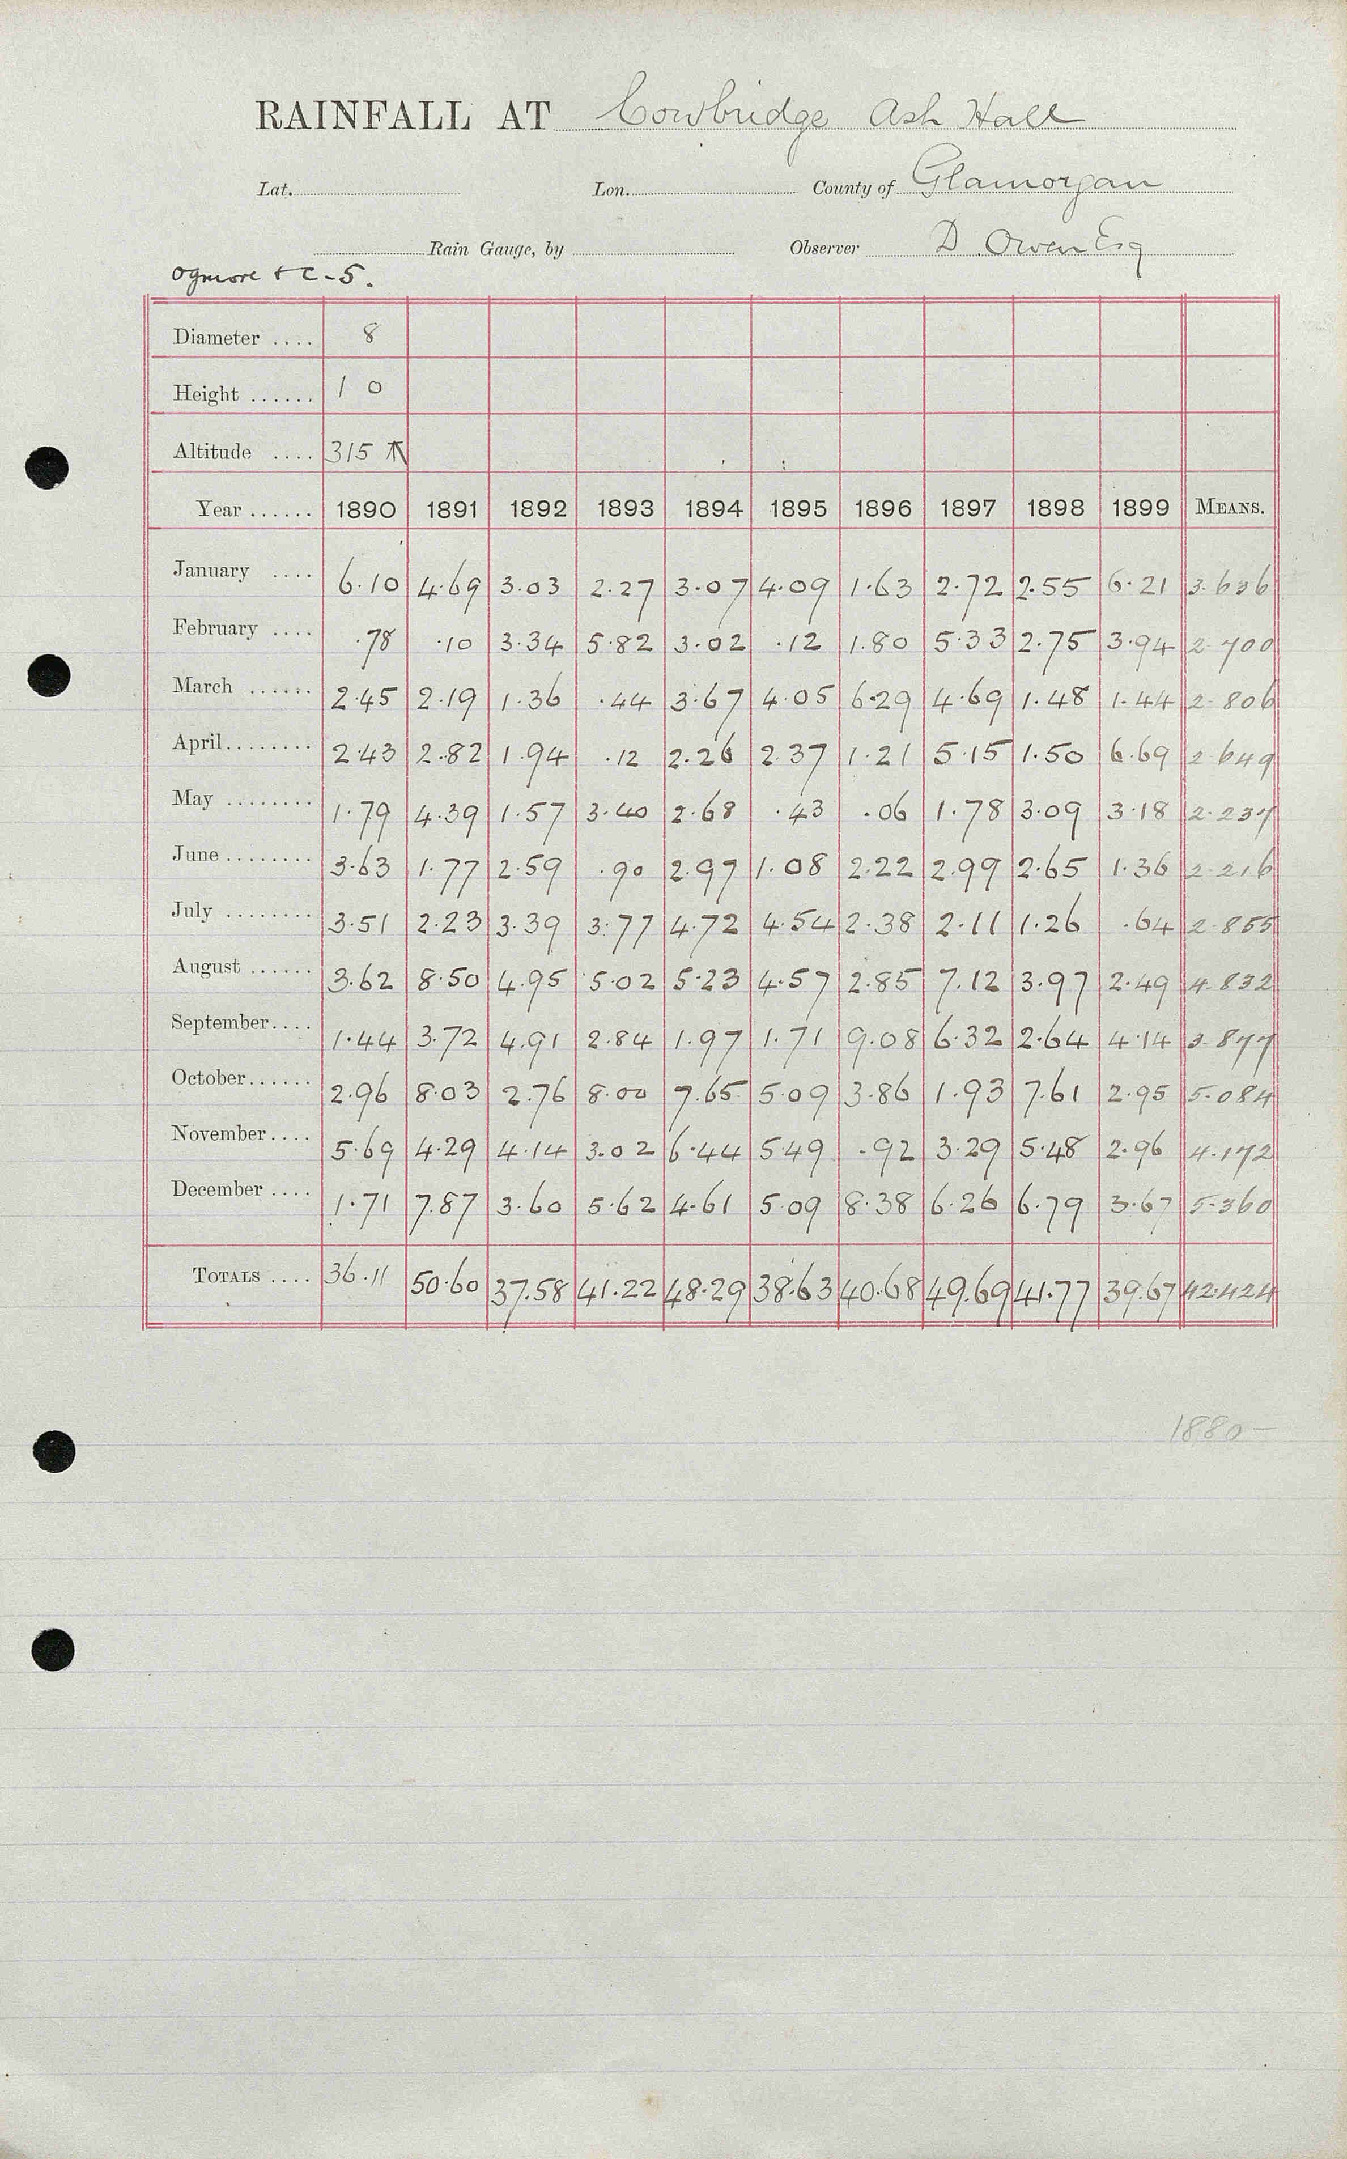 RAINFALL AT Cowbridge Ash Hall
Lat. Lon. County of Glamorgan
Rain Gauge, by Observer D Owen Esq
Ogmore & C-5.
Diameter .... 8
Height ...... 1 0
Altitude .... 315 T
Year ...... 1890 1891 1892 1893 1894 1895 1896 1897 1898 1899 MEANS.
January .... 6.10 4.69 3.03 2.27 3.07 4.09 1.63 2.72 2.55 6.21 3.636
February .... .78 .10 3.34 5.82 3.02 .12 1.80 5.33 2.75 3.94 2.700
March ...... 2.45 2.19 1.36 .44 3.67 4.05 6.29 4.69 1.48 1.44 2.806
April........ 2.43 2.82 1.94 .12 2.26 2.37 1.21 5.15 1.50 6.69 2.649
May ........ 1.79 4.39 1.57 3.40 2.68 .43 .06 1.78 3.09 3.18 2.237
June ........ 3.63 1.77 2.59 .90 2.97 1.08 2.22 2.99 2.65 1.36 2.216
July ........ 3.51 2.23 3.39 3.77 4.72 4.54 2.38 2.11 1.26 .64 2.855
August ...... 3.62 8.50 4.95 5.02 5.23 4.57 2.85 7.12 3.97 2.49 4.832
September.... 1.44 3.72 4.91 2.84 1.97 1.71 9.08 6.32 2.64 4.14 3.877
October...... 2.96 8.03 2.76 8.00 7.65 5.09 3.86 1.93 7.61 2.95 5.084
November.... 5.69 4.29 4.14 3.02 6.44 5.49 .92 3.29 5.48 2.96 4.172
December .... 1.71 7.87 3.60 5.62 4.61 5.09 8.38 6.26 6.79 3.67 5.360
TOTALS .... 36.11 50.60 37.58 41.22 48.29 38.63 40.68 49.69 41.77 39.67 42.424
1880-